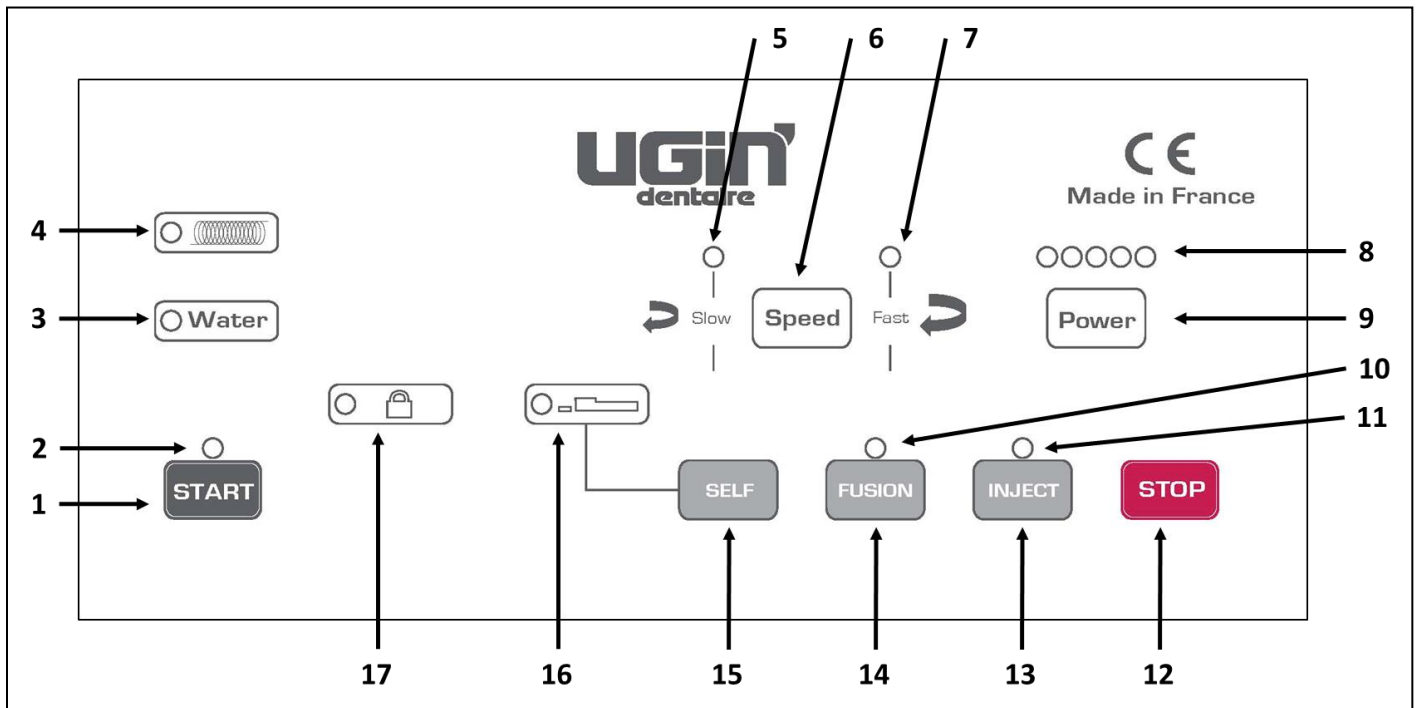 5 6 7
UGiN'
dentaire
CE
Made in France
4
8
3 Water
Slow Speed Fast
Power 9
10
11
2
1 START
SELF FUSION INJECT STOP
17 16 15 14 13 12